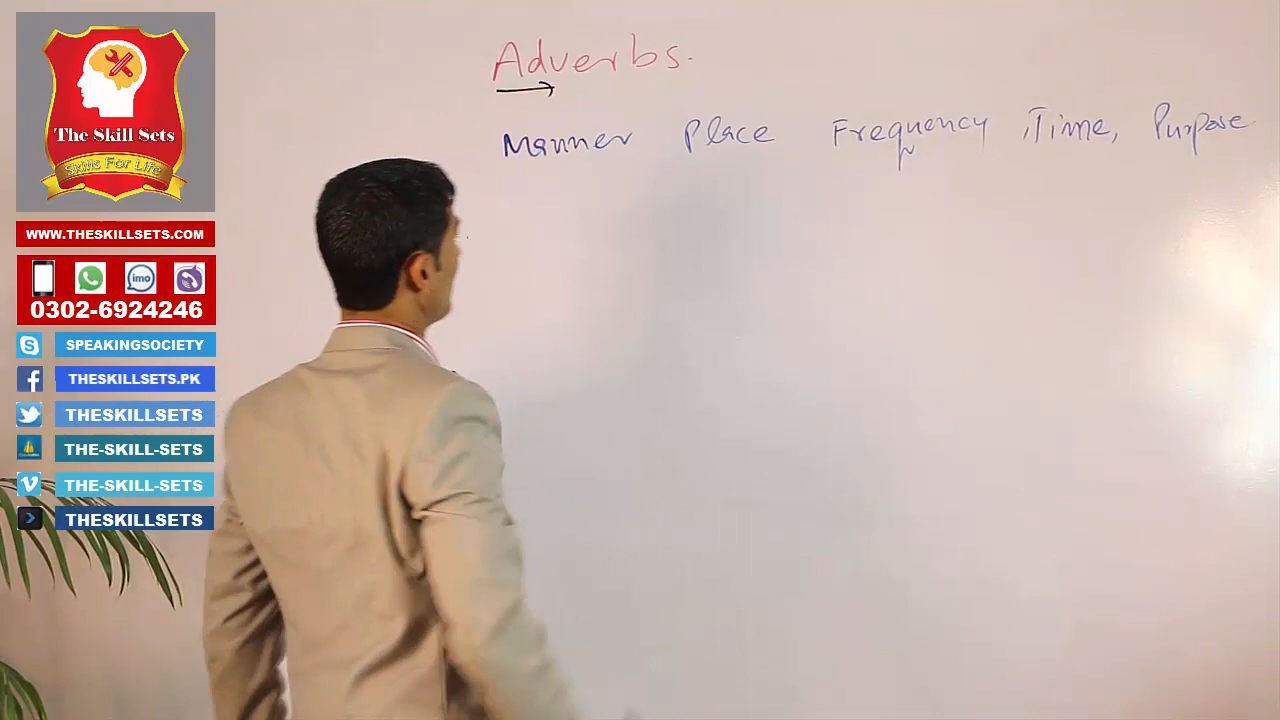 The Skill Sets
Skills For Life
WWW.THESKILLSETS.COM
imo
0302-6924246
SPEAKINGSOCIETY
THESKILLSETS.PK
THESKILLSETS
THE-SKILL-SETS
THE-SKILL-SETS
THESKILLSETS
Adverbs.
Manner Place Frequency , Time, Purpose